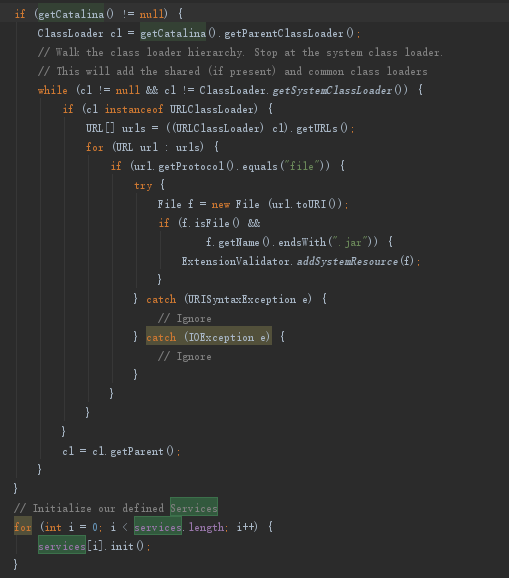 if (getCatalina() != null) {
    ClassLoader cl = getCatalina().getParentClassLoader();
    // Walk the class loader hierarchy. Stop at the system class loader.
    // This will add the shared (if present) and common class loaders
    while (cl != null && cl != ClassLoader.getSystemClassLoader()) {
        if (cl instanceof URLClassLoader) {
            URL[] urls = ((URLClassLoader) cl).getURLs();
            for (URL url : urls) {
                if (url.getProtocol().equals("file")) {
                    try {
                        File f = new File (url.toURI());
                        if (f.isFile() &&
                                f.getName().endsWith(".jar")) {
                            ExtensionValidator.addSystemResource(f);
                        }
                    } catch (URISyntaxException e) {
                        // Ignore
                    } catch (IOException e) {
                        // Ignore
                    }
                }
            }
        }
        cl = cl.getParent();
    }
}
// Initialize our defined Services
for (int i = 0; i < services.length; i++) {
    services[i].init();
}